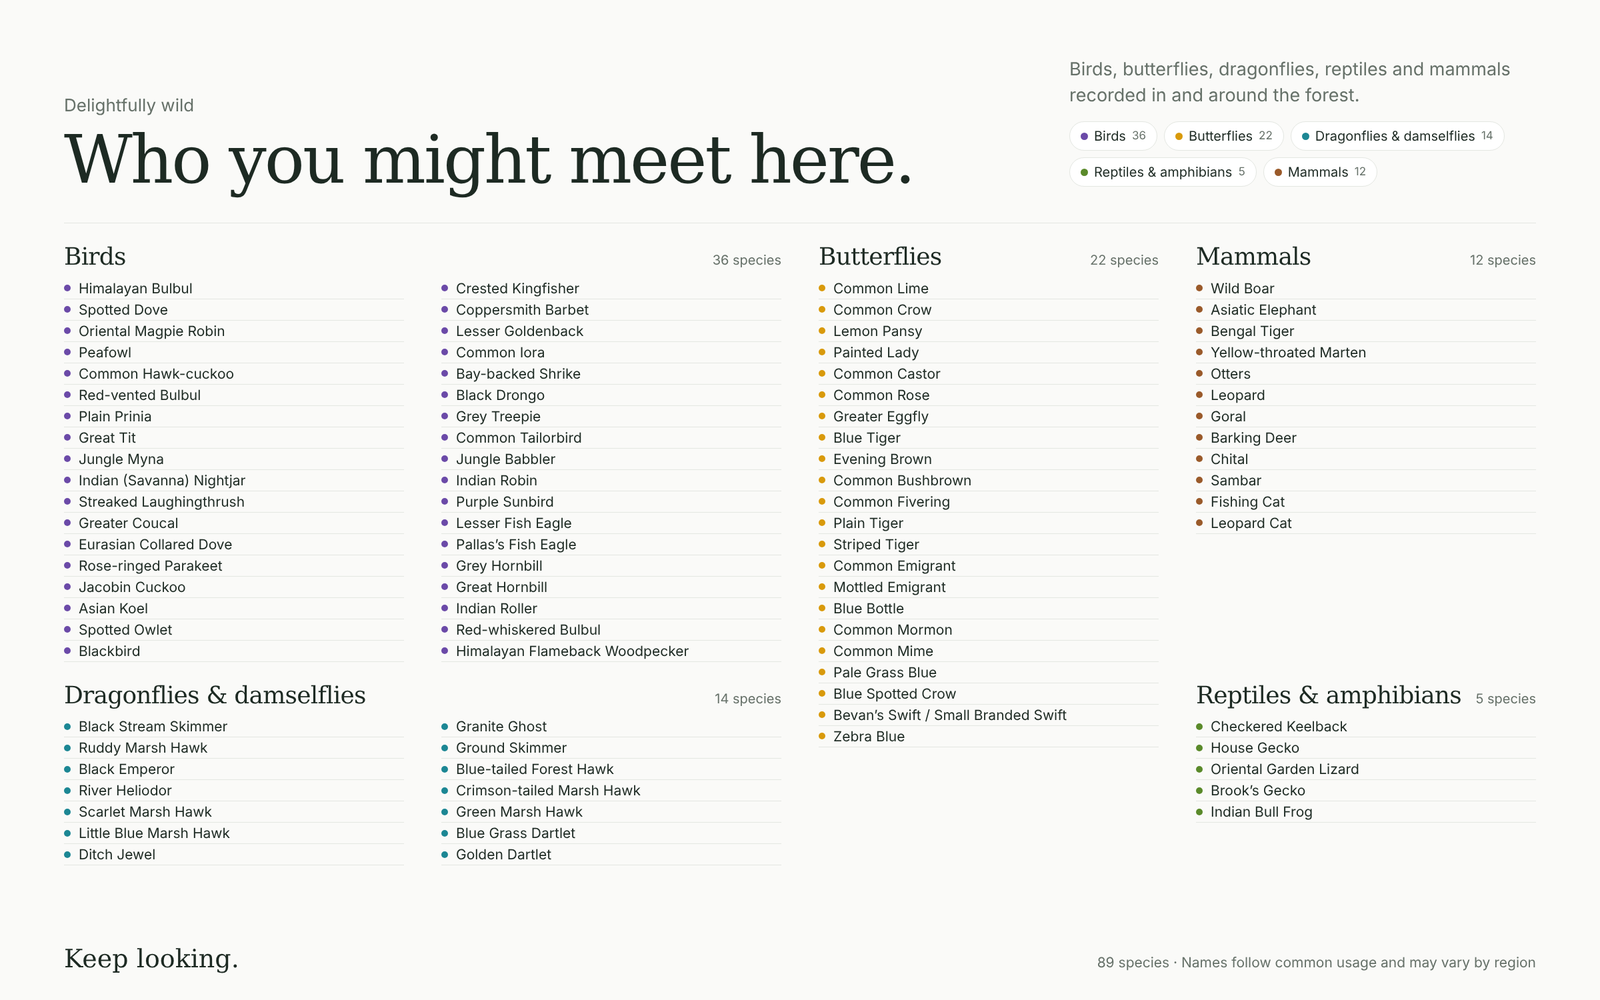 Delightfully wild
Who you might meet here.
Birds, butterflies, dragonflies, reptiles and mammals
recorded in and around the forest.
Birds 36
Butterflies 22
Dragonflies & damselflies 14
Reptiles & amphibians 5
Mammals 12
Birds
36 species
Himalayan Bulbul
Spotted Dove
Oriental Magpie Robin
Peafowl
Common Hawk-cuckoo
Red-vented Bulbul
Plain Prinia
Great Tit
Jungle Myna
Indian (Savanna) Nightjar
Streaked Laughingthrush
Greater Coucal
Eurasian Collared Dove
Rose-ringed Parakeet
Jacobin Cuckoo
Asian Koel
Spotted Owlet
Blackbird
Crested Kingfisher
Coppersmith Barbet
Lesser Goldenback
Common Iora
Bay-backed Shrike
Black Drongo
Grey Treepie
Common Tailorbird
Jungle Babbler
Indian Robin
Purple Sunbird
Lesser Fish Eagle
Pallas’s Fish Eagle
Grey Hornbill
Great Hornbill
Indian Roller
Red-whiskered Bulbul
Himalayan Flameback Woodpecker
Dragonflies & damselflies
14 species
Black Stream Skimmer
Ruddy Marsh Hawk
Black Emperor
River Heliodor
Scarlet Marsh Hawk
Little Blue Marsh Hawk
Ditch Jewel
Granite Ghost
Ground Skimmer
Blue-tailed Forest Hawk
Crimson-tailed Marsh Hawk
Green Marsh Hawk
Blue Grass Dartlet
Golden Dartlet
Butterflies
22 species
Common Lime
Common Crow
Lemon Pansy
Painted Lady
Common Castor
Common Rose
Greater Eggfly
Blue Tiger
Evening Brown
Common Bushbrown
Common Fivering
Plain Tiger
Striped Tiger
Common Emigrant
Mottled Emigrant
Blue Bottle
Common Mormon
Common Mime
Pale Grass Blue
Blue Spotted Crow
Bevan’s Swift / Small Branded Swift
Zebra Blue
Mammals
12 species
Wild Boar
Asiatic Elephant
Bengal Tiger
Yellow-throated Marten
Otters
Leopard
Goral
Barking Deer
Chital
Sambar
Fishing Cat
Leopard Cat
Reptiles & amphibians
5 species
Checkered Keelback
House Gecko
Oriental Garden Lizard
Brook’s Gecko
Indian Bull Frog
Keep looking.
89 species · Names follow common usage and may vary by region